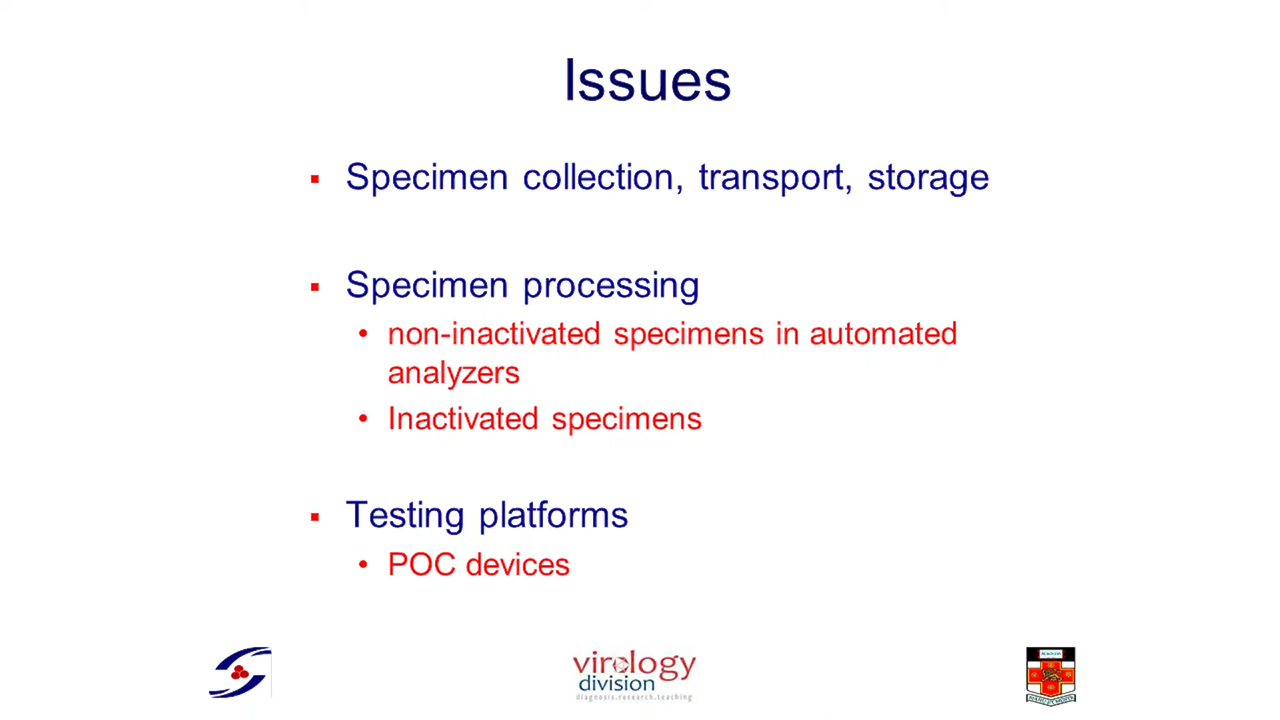 Issues
Specimen collection, transport, storage
Specimen processing
non-inactivated specimens in automated
analyzers
Inactivated specimens
Testing platforms
POC devices
virology
division
diagnosis.research.teaching